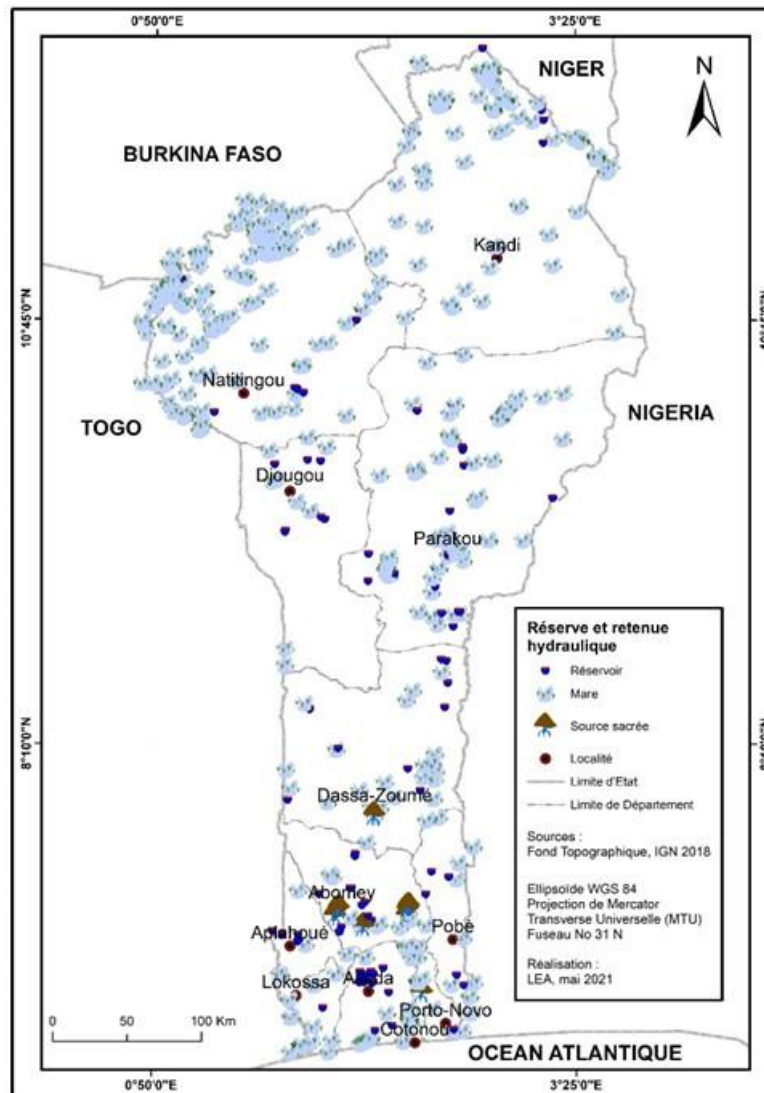 0°50'0"E
3°25'0"E
NIGER
N
BURKINA FASO
Kandi
10°45'0"N
Natitingou
TOGO
NIGERIA
Djougou
Parakou
Réserve et retenue
hydraulique
Réservoir
Mare
Source sacrée
Localité
Limite d'Etat
Limite de Département
Sources :
Fond Topographique, IGN 2018
Ellipsoïde WGS 84
Projection de Mercator
Transverse Universelle (MTU)
Fuseau No 31 N
Réalisation :
LEA, mai 2021
8°10'0"N
Dassa-Zoumé
Abomey
Aplahoué
Pobè
Lokossa
Allada
Porto-Novo
Cotonou
0 50 100 Km
OCEAN ATLANTIQUE
0°50'0"E
3°25'0"E